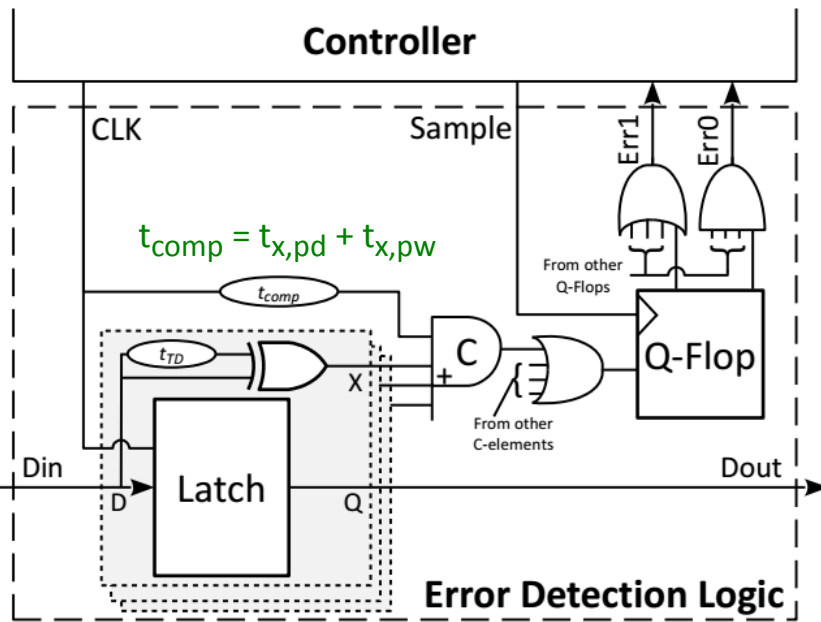 Controller
CLK
Sample
Err1
Err0
t_comp = t_x,pd + t_x,pw
From other
Q-Flops
t_comp
t_TD
X
C
+
Q-Flop
From other
C-elements
Din
D
Latch
Q
Dout
Error Detection Logic